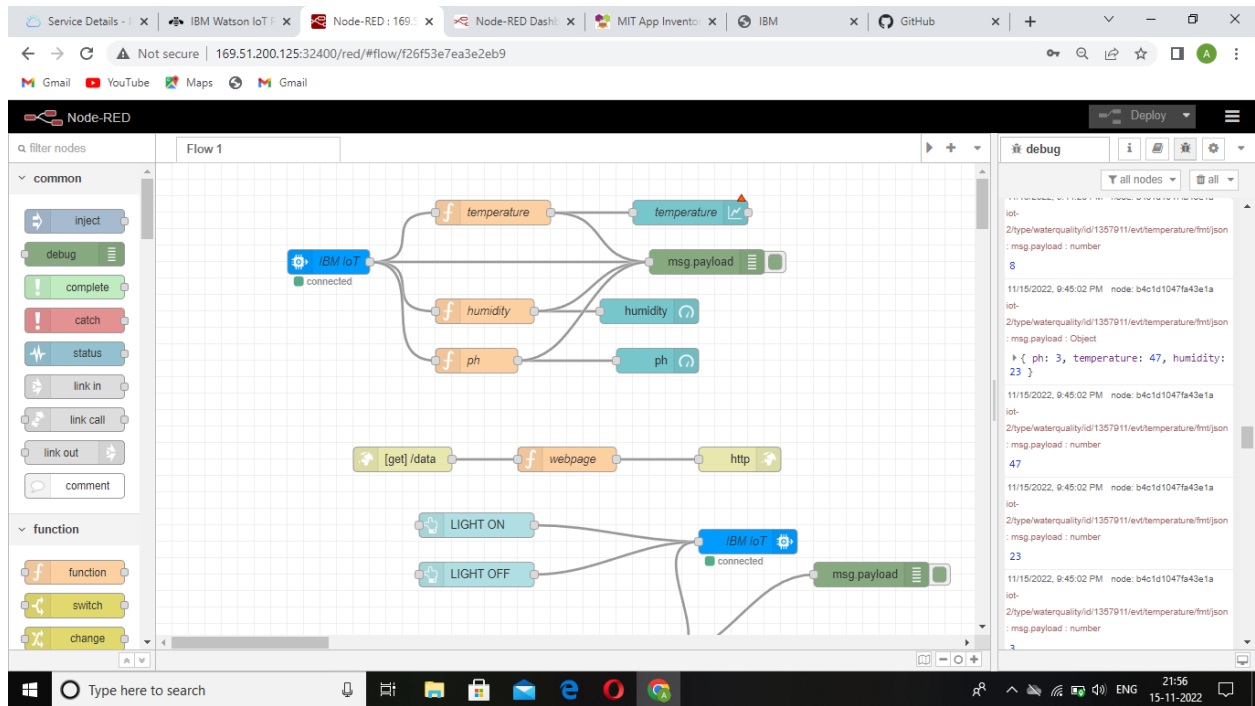 Service Details - I
IBM Watson IoT P
Node-RED : 169.5
Node-RED Dashb
MIT App Inventor
IBM
GitHub
Not secure | 169.51.200.125:32400/red/#flow/f26f53e7ea3e2eb9
A
Gmail
YouTube
Maps
Gmail
Node-RED
Deploy
filter nodes
Flow 1
debug
i
common
all nodes
all
inject
debug
complete
catch
status
link in
link call
link out
comment
function
function
switch
change
temperature
temperature
IBM IoT
connected
msg.payload
humidity
humidity
ph
ph
[get] /data
webpage
http
LIGHT ON
LIGHT OFF
IBM IoT
connected
msg.payload
iot-
2/type/waterquality/id/1357911/evt/temperature/fmt/json
: msg.payload : number
8
11/15/2022, 9:45:02 PM node: b4c1d1047fa43e1a
iot-
2/type/waterquality/id/1357911/evt/temperature/fmt/json
: msg.payload : Object
{ ph: 3, temperature: 47, humidity:
23 }
11/15/2022, 9:45:02 PM node: b4c1d1047fa43e1a
iot-
2/type/waterquality/id/1357911/evt/temperature/fmt/json
: msg.payload : number
47
11/15/2022, 9:45:02 PM node: b4c1d1047fa43e1a
iot-
2/type/waterquality/id/1357911/evt/temperature/fmt/json
: msg.payload : number
23
11/15/2022, 9:45:02 PM node: b4c1d1047fa43e1a
iot-
2/type/waterquality/id/1357911/evt/temperature/fmt/json
: msg.payload : number
3
Type here to search
ENG
21:56
15-11-2022